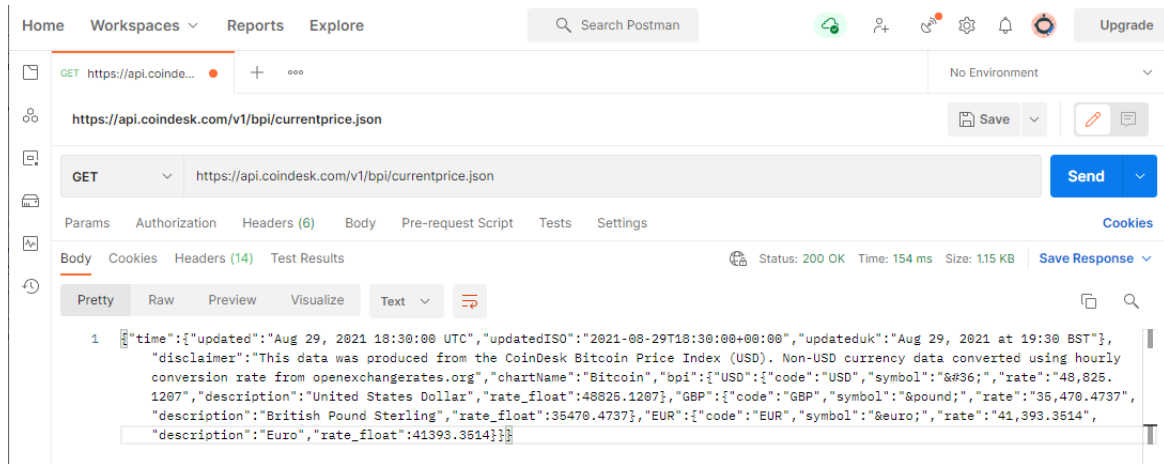 Home Workspaces Reports Explore Search Postman Upgrade
GET https://api.coinde... No Environment
https://api.coindesk.com/v1/bpi/currentprice.json Save
GET https://api.coindesk.com/v1/bpi/currentprice.json Send
Params Authorization Headers (6) Body Pre-request Script Tests Settings Cookies
Body Cookies Headers (14) Test Results Status: 200 OK Time: 154 ms Size: 1.15 KB Save Response
Pretty Raw Preview Visualize Text
1 {"time":{"updated":"Aug 29, 2021 18:30:00 UTC","updatedISO":"2021-08-29T18:30:00+00:00","updateduk":"Aug 29, 2021 at 19:30 BST"},
"disclaimer":"This data was produced from the CoinDesk Bitcoin Price Index (USD). Non-USD currency data converted using hourly
conversion rate from openexchangerates.org","chartName":"Bitcoin","bpi":{"USD":{"code":"USD","symbol":"&#36;","rate":"48,825.
1207","description":"United States Dollar","rate_float":48825.1207},"GBP":{"code":"GBP","symbol":"&pound;","rate":"35,470.4737",
"description":"British Pound Sterling","rate_float":35470.4737},"EUR":{"code":"EUR","symbol":"&euro;","rate":"41,393.3514",
"description":"Euro","rate_float":41393.3514}}}